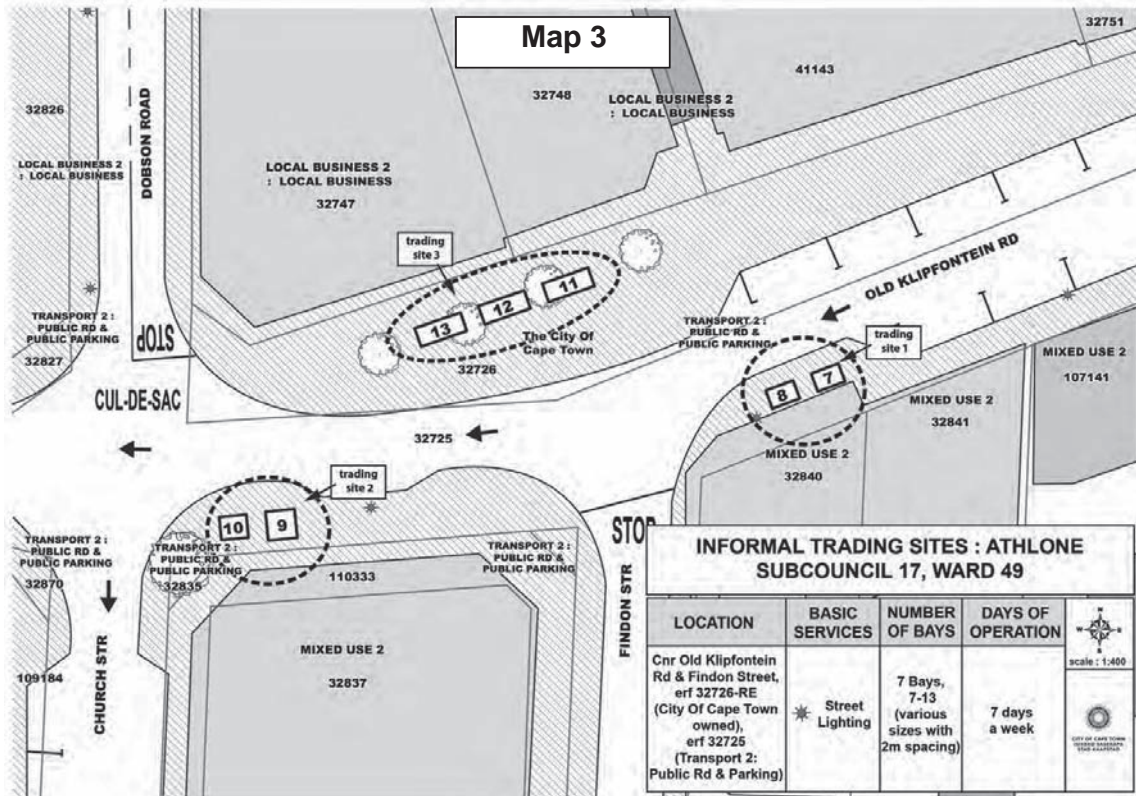 Map 3
32751
41143
32748
LOCAL BUSINESS 2
: LOCAL BUSINESS
32826
LOCAL BUSINESS 2
: LOCAL BUSINESS
DOBSON ROAD
LOCAL BUSINESS 2
: LOCAL BUSINESS
32747
trading
site 3
11
12
13
The City Of
Cape Town
32726
OLD KLIPFONTEIN RD
TRANSPORT 2 :
PUBLIC RD &
PUBLIC PARKING
32827
STOP
TRANSPORT 2 :
PUBLIC RD &
PUBLIC PARKING
trading
site 1
7
8
MIXED USE 2
107141
MIXED USE 2
32841
MIXED USE 2
32840
CUL-DE-SAC
32725
trading
site 2
10
9
TRANSPORT 2 :
PUBLIC RD &
PUBLIC PARKING
32870
TRANSPORT 2 :
PUBLIC RD &
PUBLIC PARKING
32835
110333
TRANSPORT 2 :
PUBLIC RD &
PUBLIC PARKING
STOP
FINDON STR
CHURCH STR
109184
MIXED USE 2
32837
INFORMAL TRADING SITES : ATHLONE
SUBCOUNCIL 17, WARD 49
LOCATION
BASIC
SERVICES
NUMBER
OF BAYS
DAYS OF
OPERATION
N
W
E
S
scale : 1:400
Cnr Old Klipfontein
Rd & Findon Street,
erf 32726-RE
(City Of Cape Town
owned),
erf 32725
(Transport 2:
Public Rd & Parking)
Street
Lighting
7 Bays,
7-13
(various
sizes with
2m spacing)
7 days
a week
CITY OF CAPE TOWN
ISIXEKO SASEKAPA
STAD KAAPSTAD